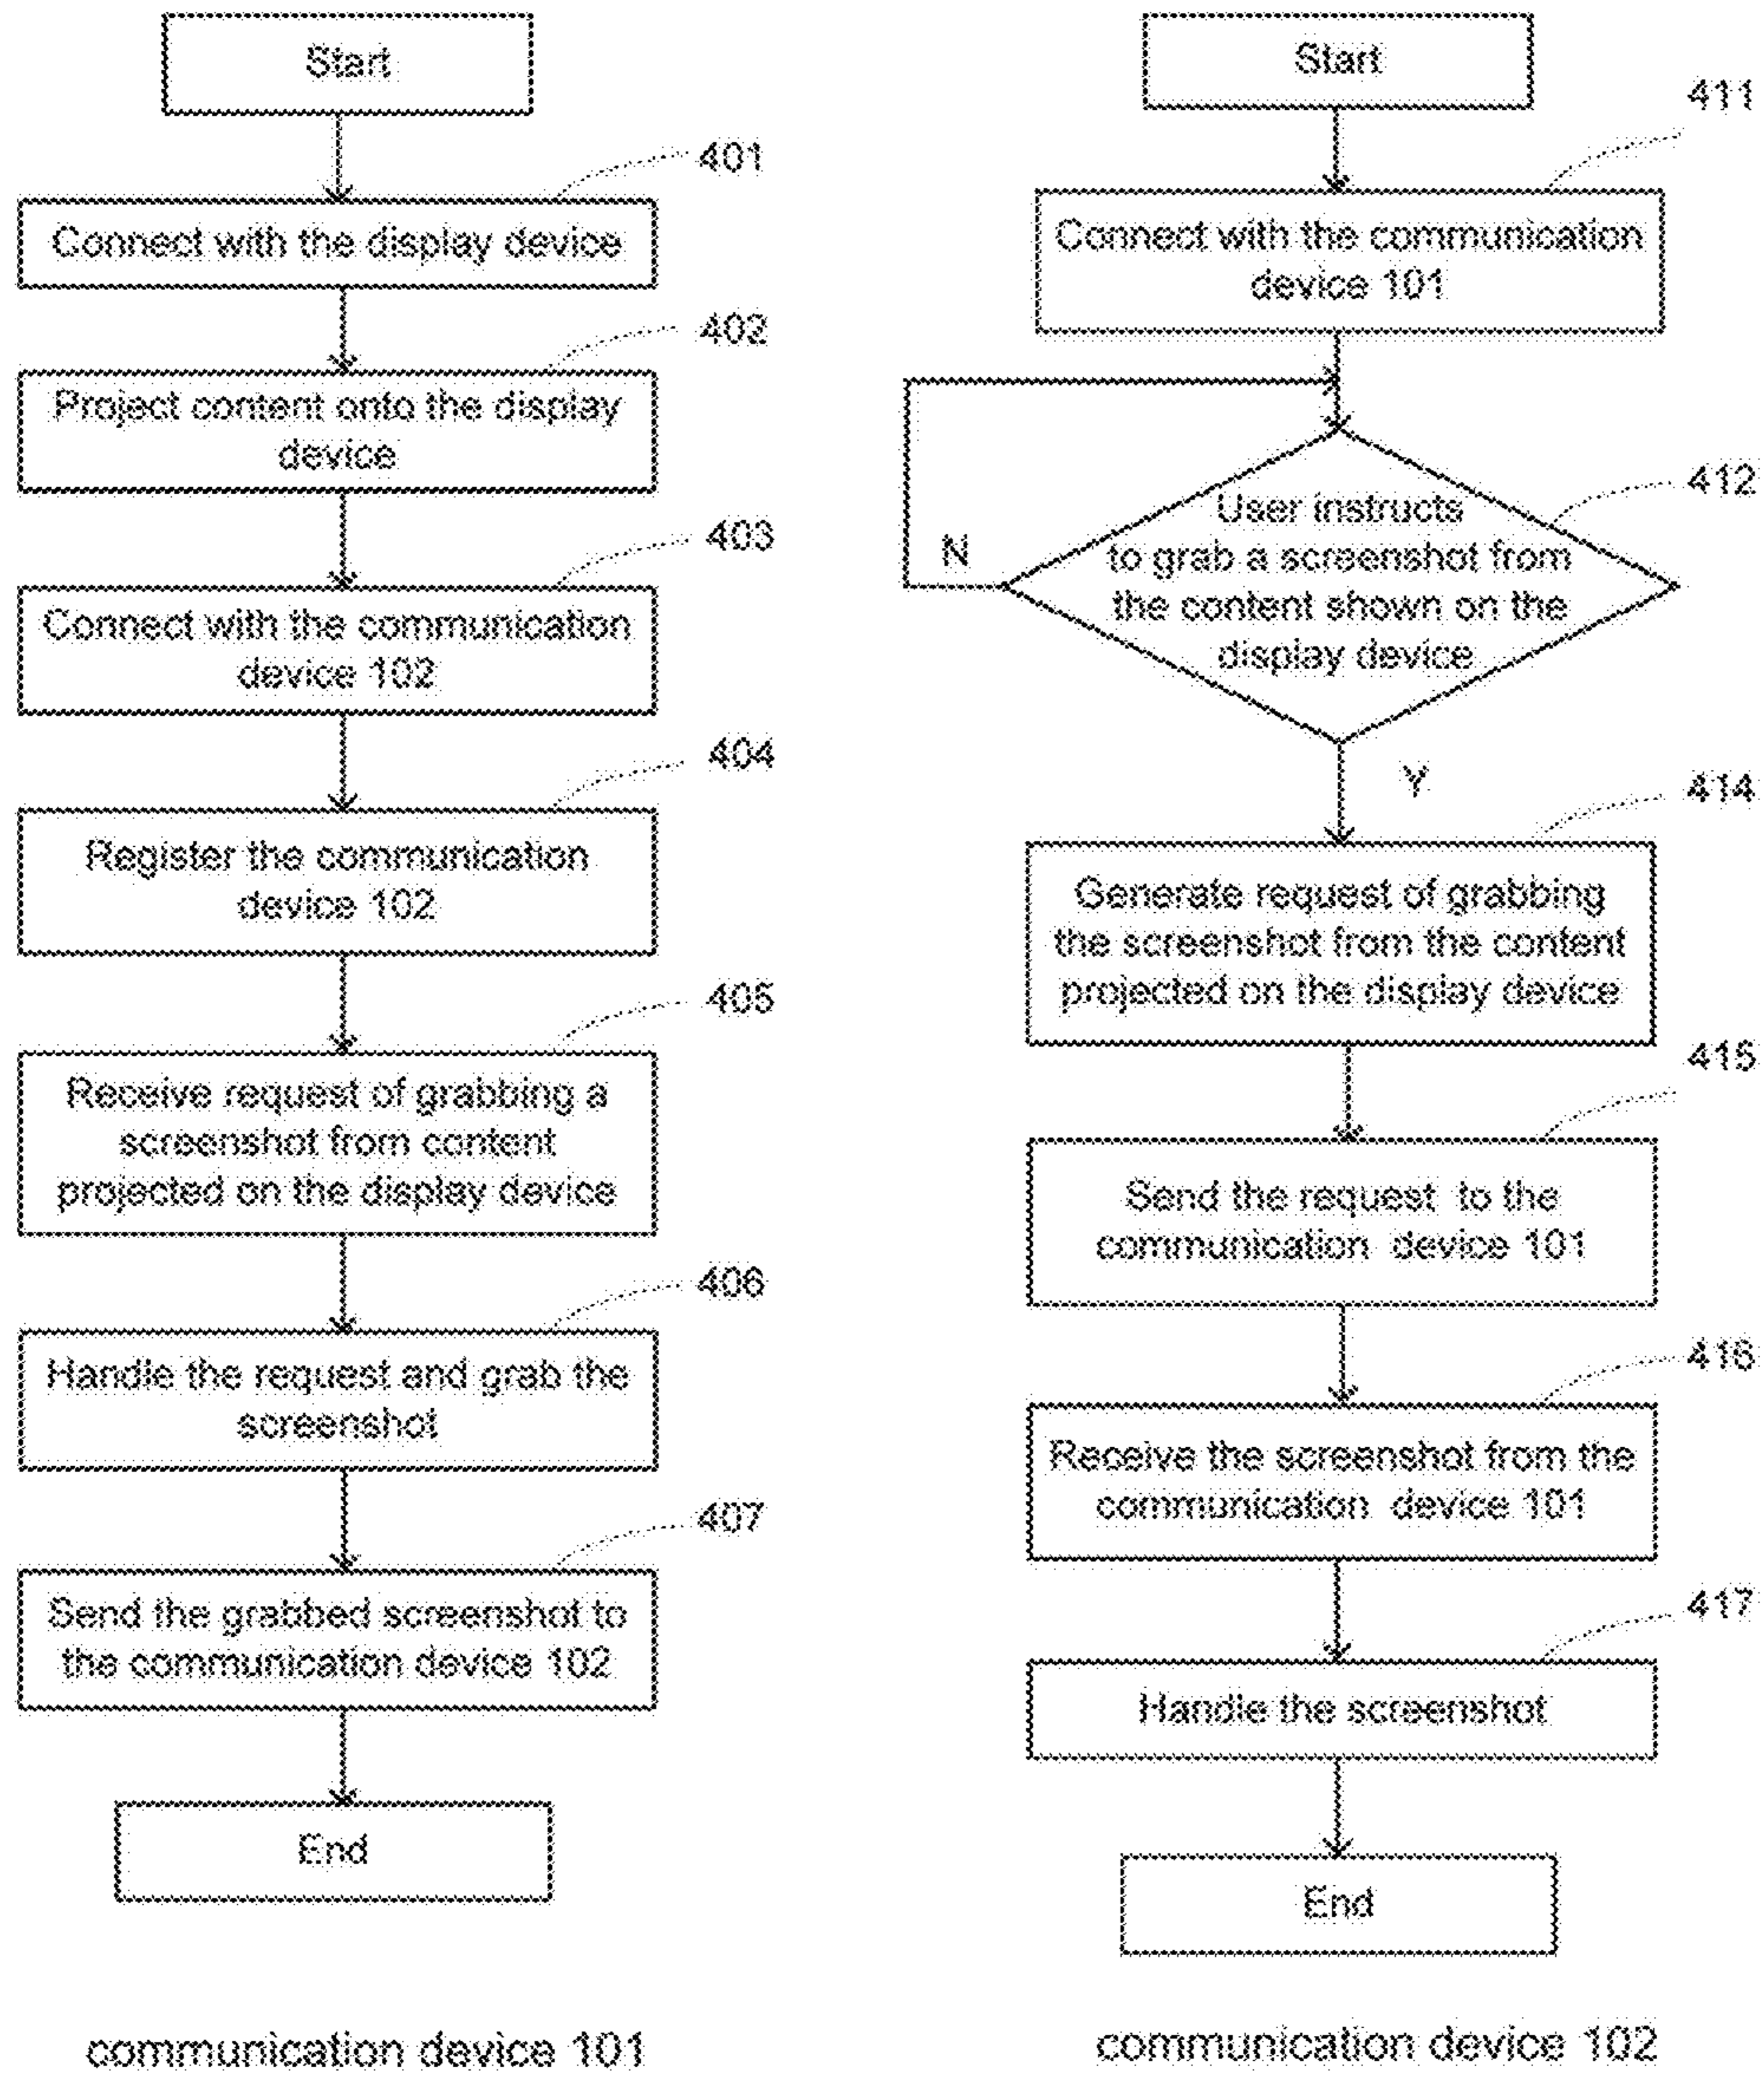 Start
401
Connect with the display device
402
Project content onto the display
device
403
Connect with the communication
device 102
404
Register the communication
device 102
405
Receive request of grabbing a
screenshot from content
projected on the display device
406
Handle the request and grab the
screenshot
407
Send the grabbed screenshot to
the communication device 102
End
communication device 101
Start
411
Connect with the communication
device 101
412
User instructs
to grab a screenshot from
the content shown on the
display device
N
Y
414
Generate request of grabbing
the screenshot from the content
projected on the display device
415
Send the request to the
communication device 101
416
Receive the screenshot from the
communication device 101
417
Handle the screenshot
End
communication device 102